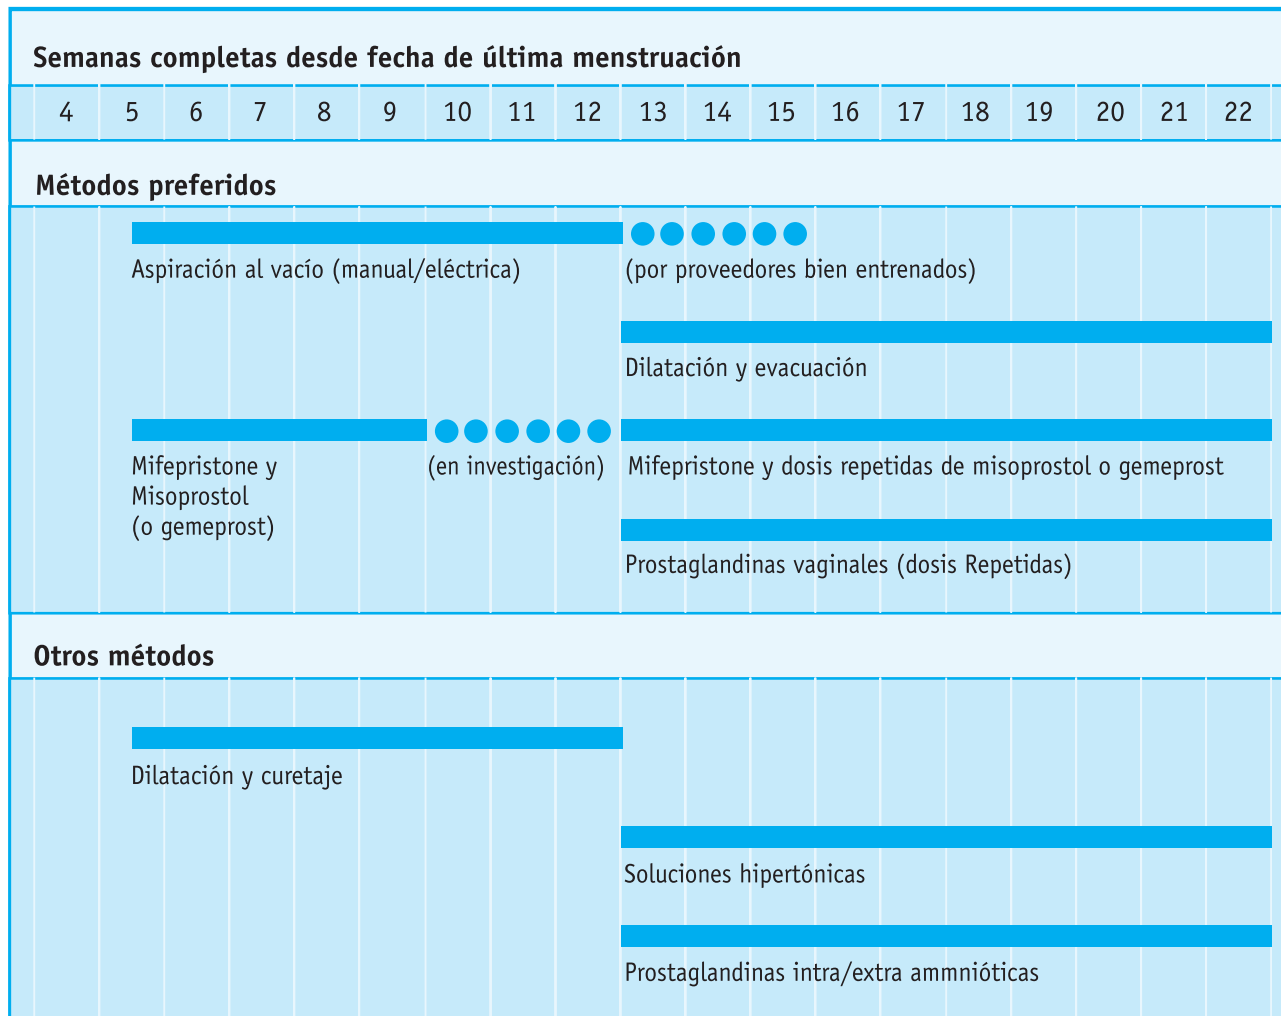 Semanas completas desde fecha de última menstruación
4 5 6 7 8 9 10 11 12 13 14 15 16 17 18 19 20 21 22
Métodos preferidos
Aspiración al vacío (manual/eléctrica) (por proveedores bien entrenados)
Dilatación y evacuación
Mifepristone y (en investigación) Mifepristone y dosis repetidas de misoprostol o gemeprost
Misoprostol
(o gemeprost)
Prostaglandinas vaginales (dosis Repetidas)
Otros métodos
Dilatación y curetaje
Soluciones hipertónicas
Prostaglandinas intra/extra ammnióticas